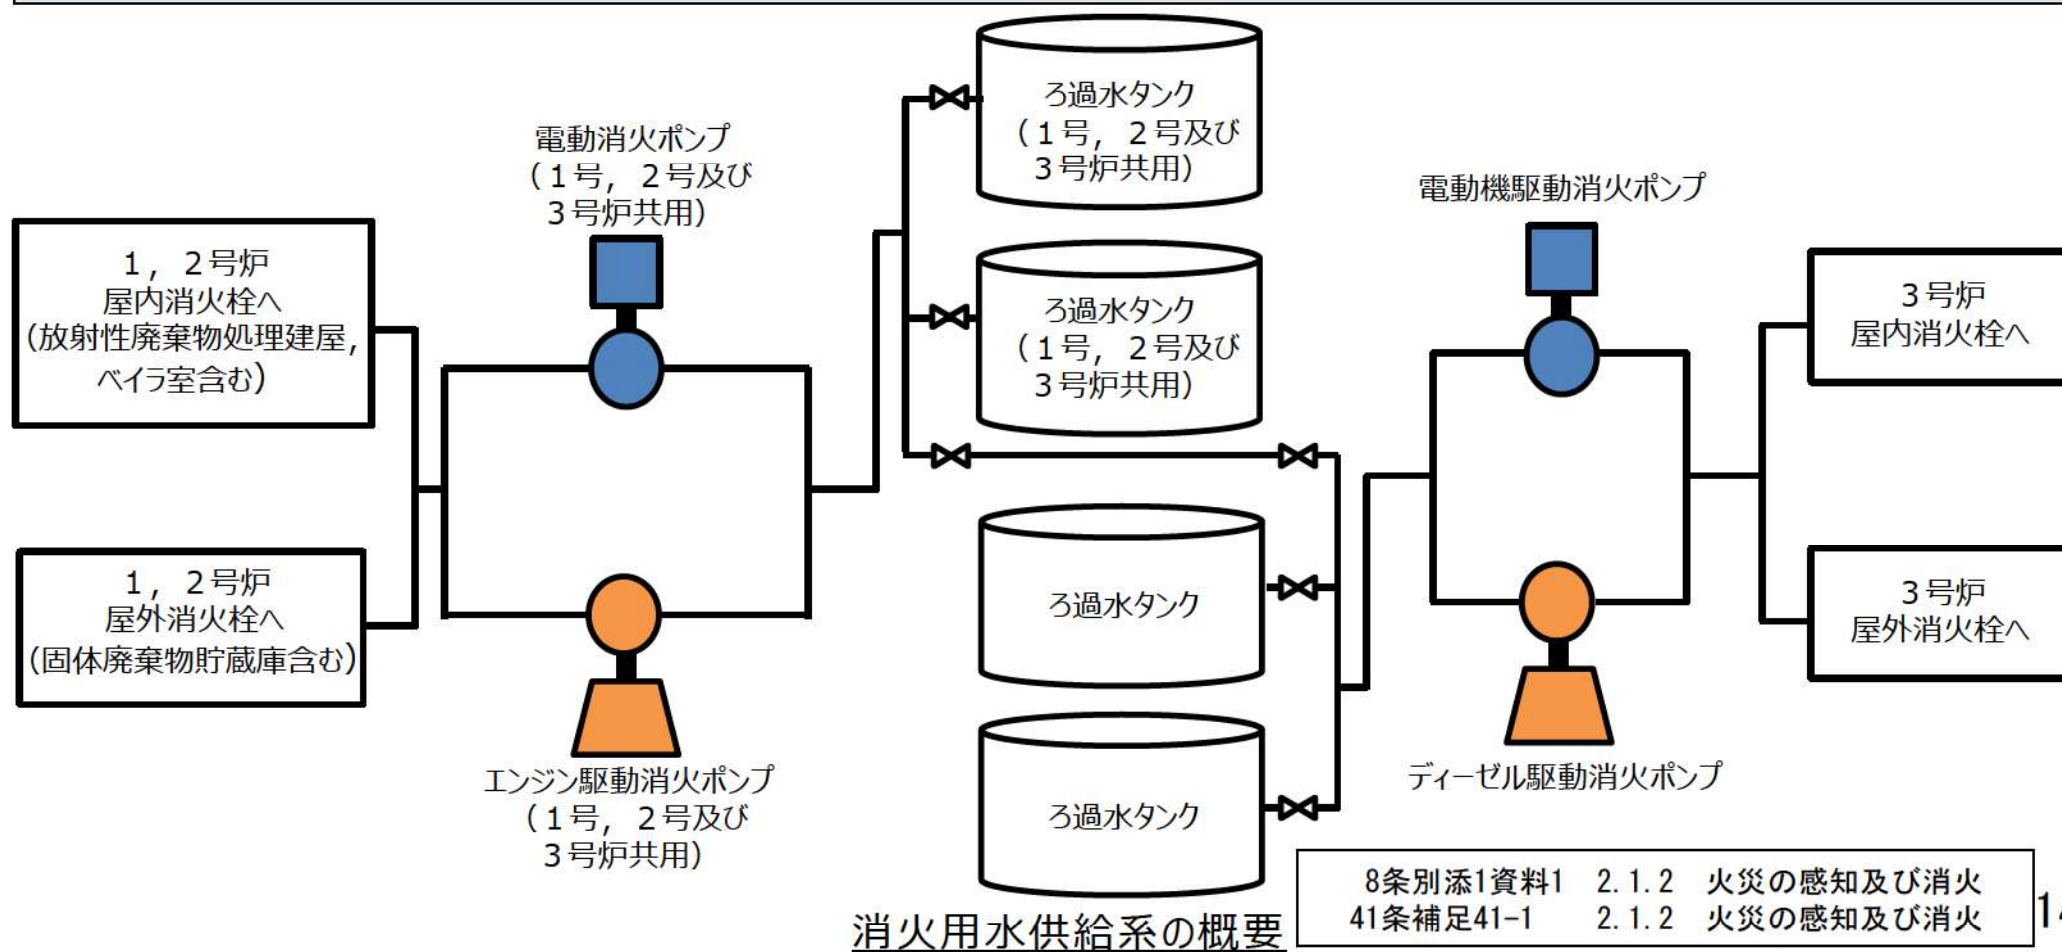 電動消火ポンプ
（１号，２号及び
３号炉共用）
１，２号炉
屋内消火栓へ
(放射性廃棄物処理建屋，
ベイラ室含む)
１，２号炉
屋外消火栓へ
(固体廃棄物貯蔵庫含む)
エンジン駆動消火ポンプ
（１号，２号及び
３号炉共用）
ろ過水タンク
（１号，２号及び
３号炉共用）
ろ過水タンク
（１号，２号及び
３号炉共用）
ろ過水タンク
ろ過水タンク
電動機駆動消火ポンプ
ディーゼル駆動消火ポンプ
３号炉
屋内消火栓へ
３号炉
屋外消火栓へ
消火用水供給系の概要
8条別添1資料1　2.1.2　火災の感知及び消火
41条補足41-1　2.1.2　火災の感知及び消火